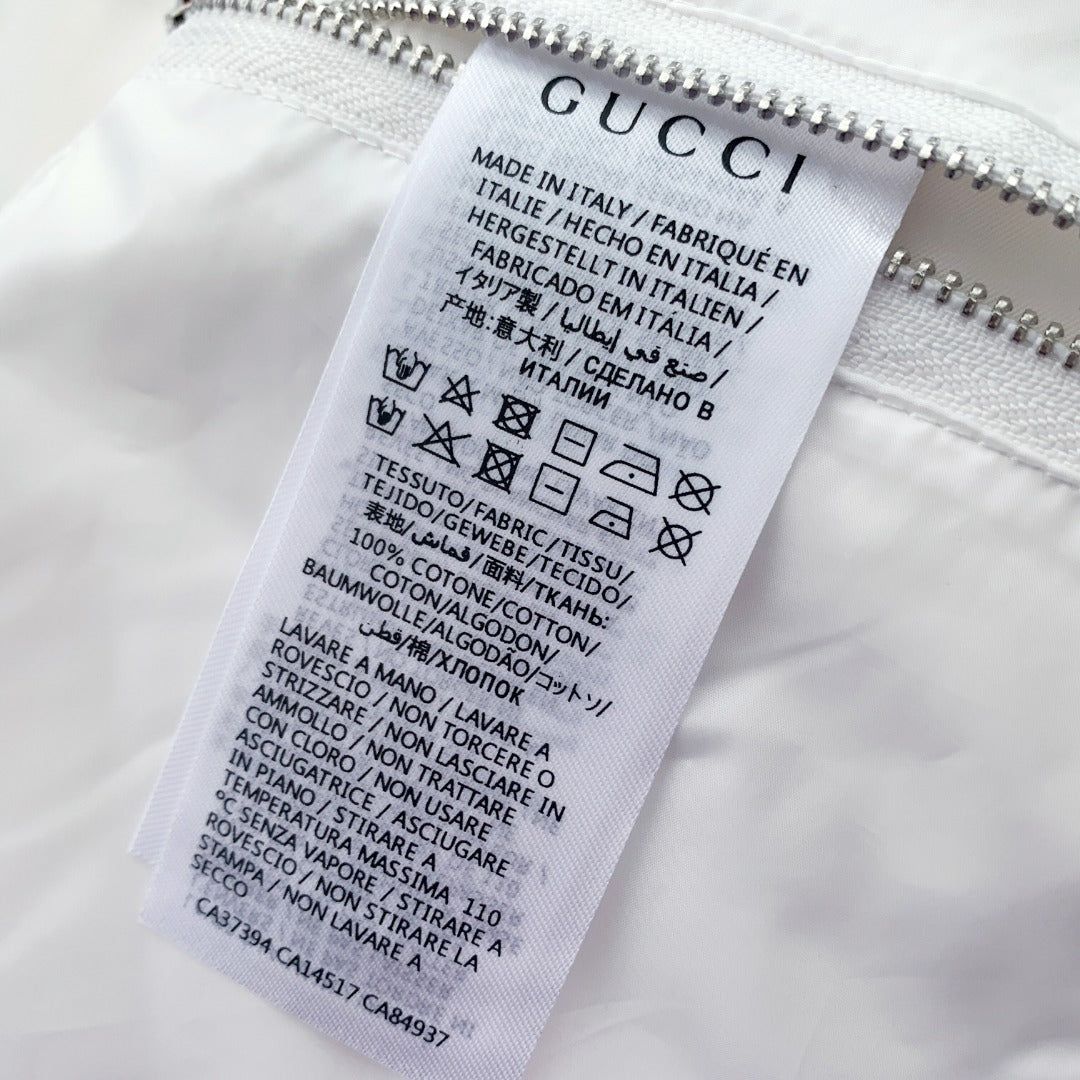 GUCCI
MADE IN ITALY / FABRIQUÉ EN
ITALIE / HECHO EN ITALIA /
HERGESTELLT IN ITALIEN /
FABRICADO EM ITÁLIA /
イタリア製 / صنع في إيطاليا /
产地:意大利 / СДЕЛАНО В
ИТАЛИИ
TESSUTO/FABRIC/TISSU/
TEJIDO/GEWEBE/TECIDO/
表地/قماش/面料/ТКАНЬ:
100% COTONE/COTTON/
COTON/ALGODON/
BAUMWOLLE/ALGODÃO/コットン/
قطن/棉/ХЛОПОК
LAVARE A MANO / LAVARE A
ROVESCIO / NON TORCERE O
STRIZZARE / NON LASCIARE IN
AMMOLLO / NON TRATTARE
CON CLORO / NON USARE
ASCIUGATRICE / ASCIUGARE
IN PIANO / STIRARE A
TEMPERATURA MASSIMA 110
°C SENZA VAPORE / STIRARE A
ROVESCIO / NON STIRARE LA
STAMPA / NON LAVARE A
SECCO
CA37394 CA14517 CA84937